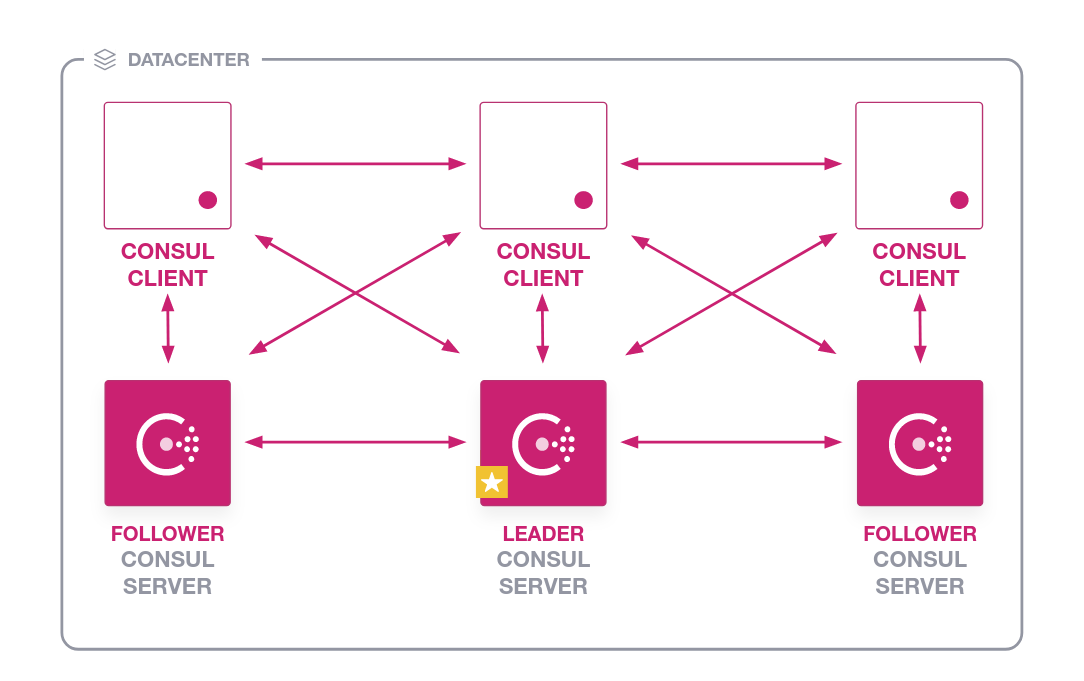 DATACENTER
CONSUL
CLIENT
CONSUL
CLIENT
CONSUL
CLIENT
FOLLOWER
CONSUL
SERVER
LEADER
CONSUL
SERVER
FOLLOWER
CONSUL
SERVER